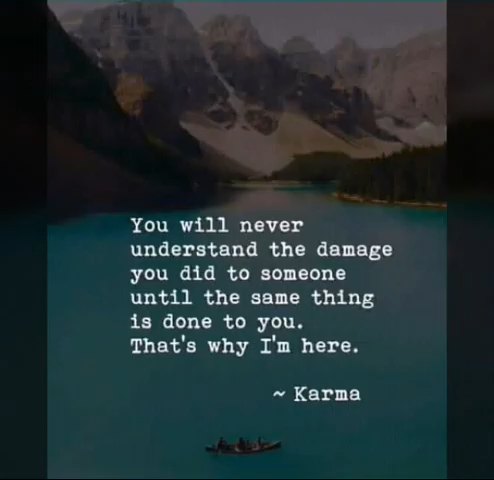 You will never
understand the damage
you did to someone
until the same thing
is done to you.
That's why I'm here.
~ Karma